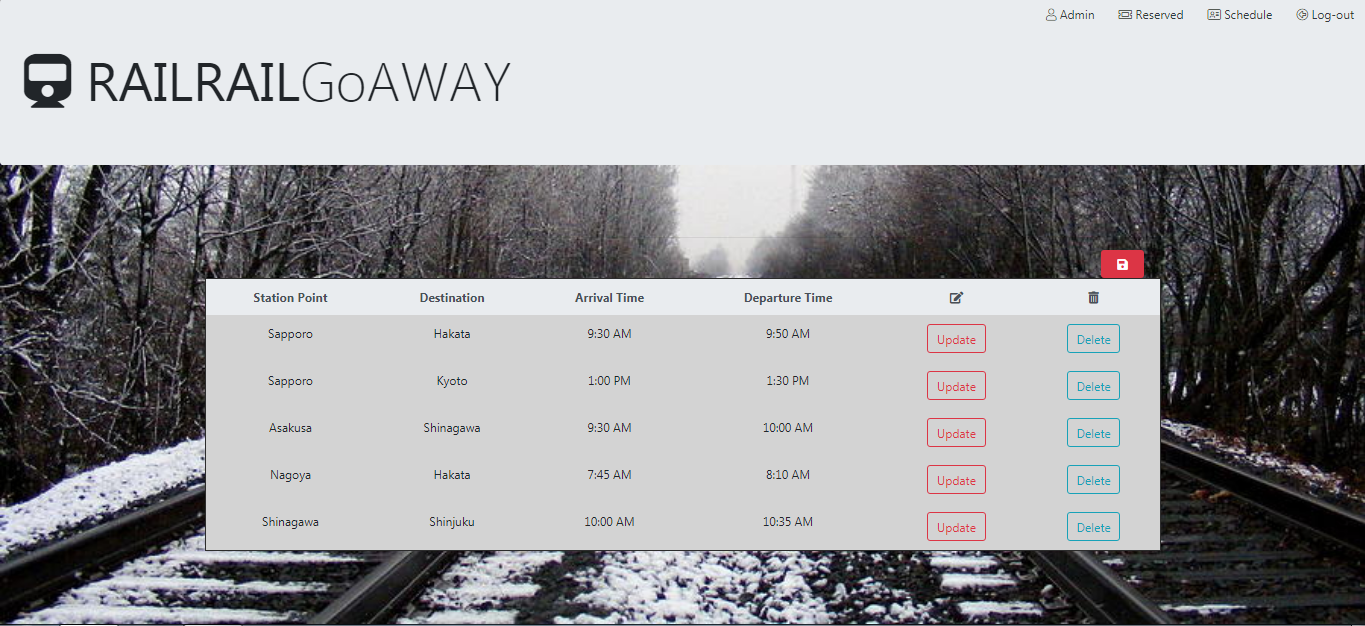 Admin Reserved Schedule Log-out
RAILRAILGoAWAY
Station Point Destination Arrival Time Departure Time
Sapporo Hakata 9:30 AM 9:50 AM Update Delete
Sapporo Kyoto 1:00 PM 1:30 PM Update Delete
Asakusa Shinagawa 9:30 AM 10:00 AM Update Delete
Nagoya Hakata 7:45 AM 8:10 AM Update Delete
Shinagawa Shinjuku 10:00 AM 10:35 AM Update Delete